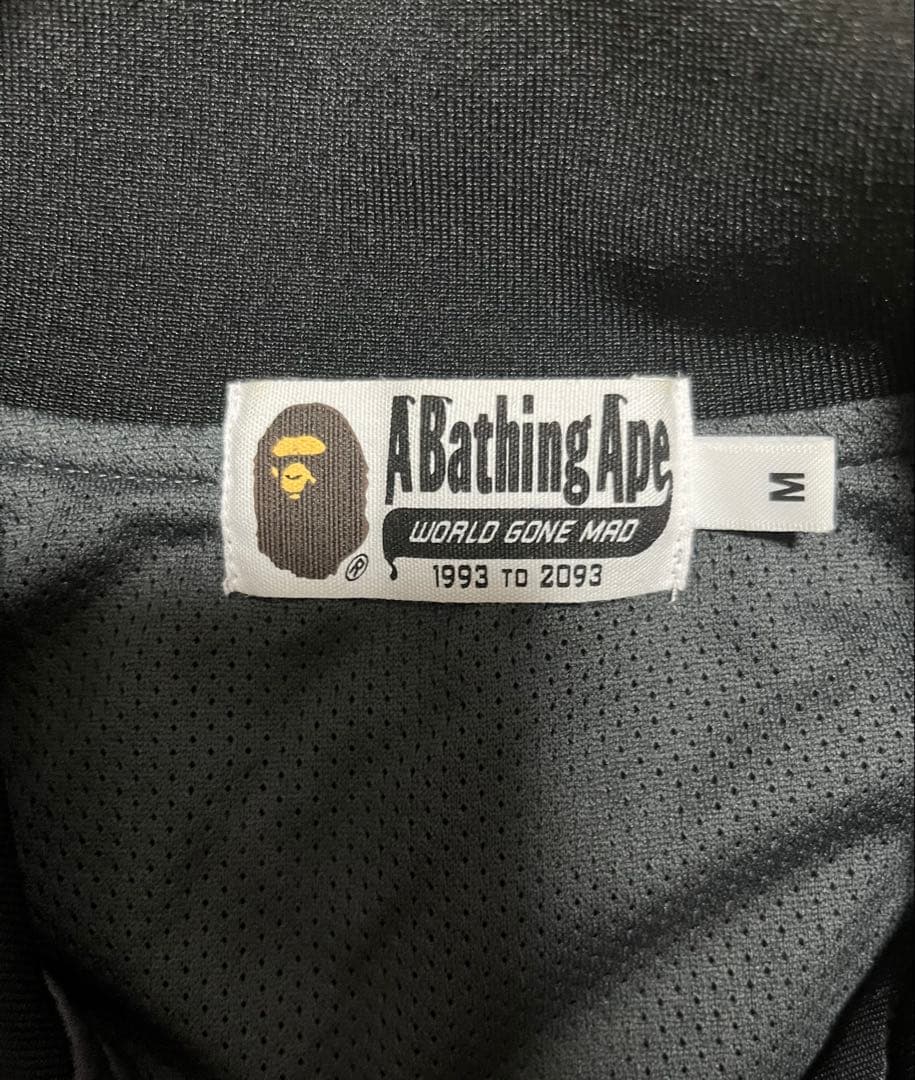 A Bathing Ape
WORLD GONE MAD
1993 TO 2093
®
M